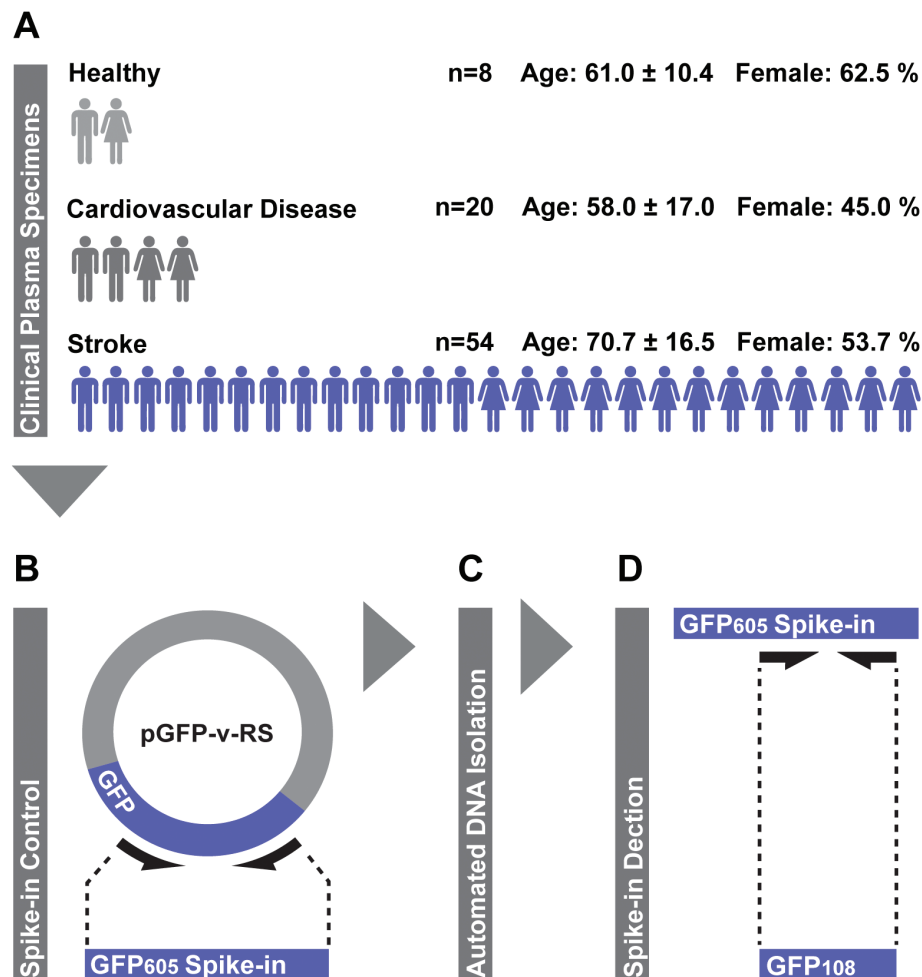 A
Clinical Plasma Specimens
Healthy n=8 Age: 61.0 ± 10.4 Female: 62.5 %
Cardiovascular Disease n=20 Age: 58.0 ± 17.0 Female: 45.0 %
Stroke n=54 Age: 70.7 ± 16.5 Female: 53.7 %
B
Spike-in Control
pGFP-v-RS
GFP
GFP605 Spike-in
C
Automated DNA Isolation
D
Spike-in Dection
GFP605 Spike-in
GFP108